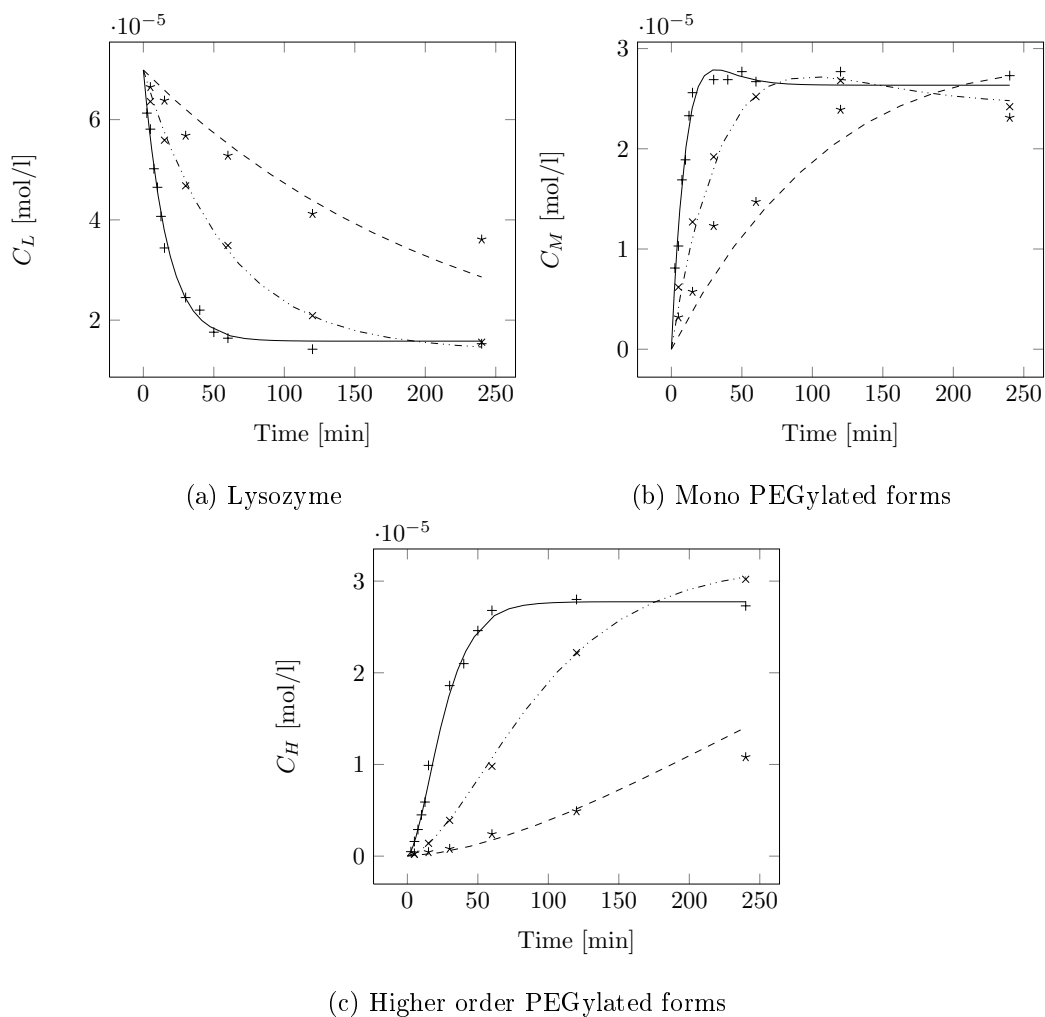 ·10⁻⁵
6
4
2
C_L [mol/l]
0 50 100 150 200 250
Time [min]
(a) Lysozyme
·10⁻⁵
3
2
1
0
C_M [mol/l]
0 50 100 150 200 250
Time [min]
(b) Mono PEGylated forms
·10⁻⁵
3
2
1
0
C_H [mol/l]
0 50 100 150 200 250
Time [min]
(c) Higher order PEGylated forms